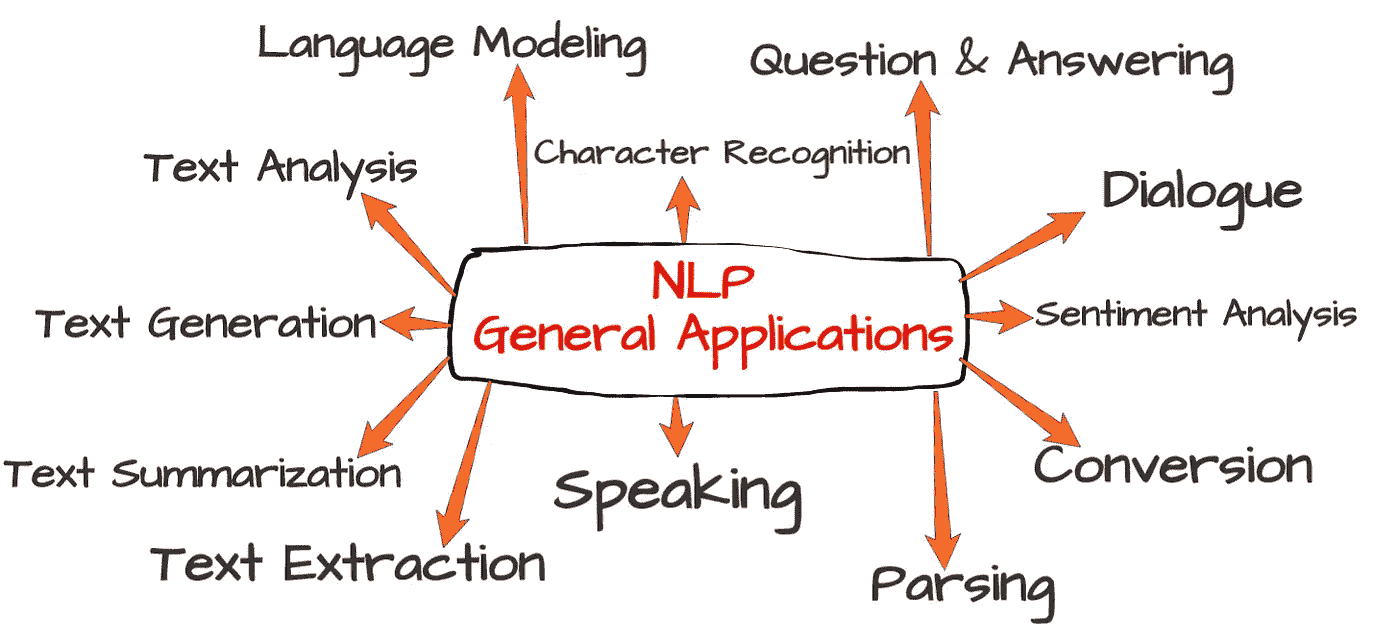 Language Modeling
Question & Answering
Character Recognition
Text Analysis
Dialogue
NLP
General Applications
Text Generation
Sentiment Analysis
Text Summarization
Conversion
Speaking
Text Extraction
Parsing